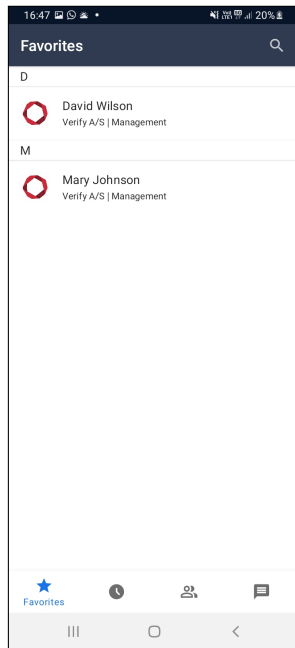 16:47 20%
Favorites
D
David Wilson
Verify A/S | Management
M
Mary Johnson
Verify A/S | Management
Favorites